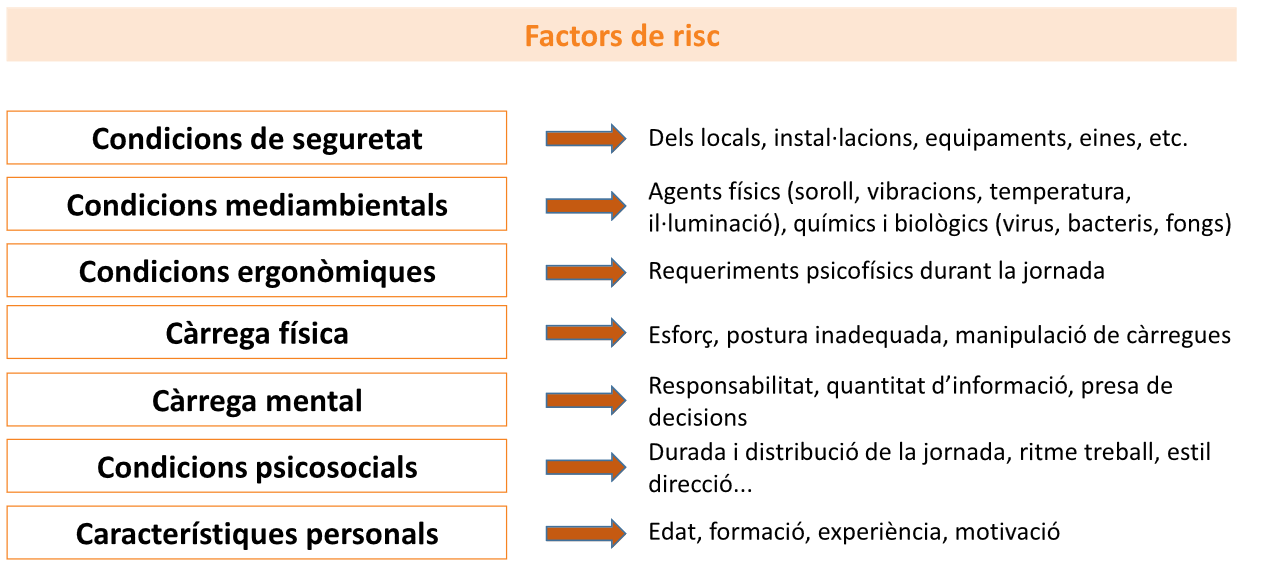 Factors de risc
Condicions de seguretat
Dels locals, instal·lacions, equipaments, eines, etc.
Condicions mediambientals
Agents físics (soroll, vibracions, temperatura,
il·luminació), químics i biològics (virus, bacteris, fongs)
Condicions ergonòmiques
Requeriments psicofísics durant la jornada
Càrrega física
Esforç, postura inadequada, manipulació de càrregues
Càrrega mental
Responsabilitat, quantitat d’informació, presa de
decisions
Condicions psicosocials
Durada i distribució de la jornada, ritme treball, estil
direcció...
Característiques personals
Edat, formació, experiència, motivació